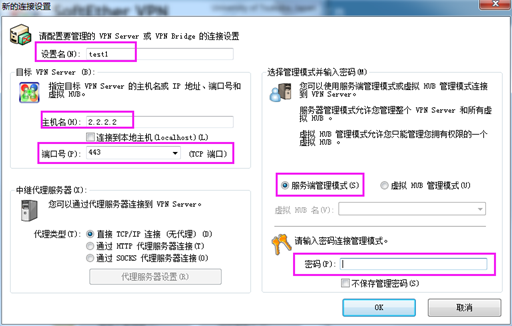 新的连接设置
SoftEther VPN
请配置要管理的 VPN Server 或 VPN Bridge 的连接设置
设置名(N): test1
目标 VPN Server (B):
指定目标 VPN Server 的主机名或 IP 地址、端口号和
虚拟 HUB。
主机名(H): 2.2.2.2
连接到本地主机(localhost)(L)
端口号(P): 443 (TCP 端口)
中继代理服务器(X):
您可以通过代理服务器连接到 VPN Server。
代理类型(T): 直接 TCP/IP 连接 (无代理) (D)
通过 HTTP 代理服务器连接(T)
通过 SOCKS 代理服务器连接(O)
代理服务器设置(R)
选择管理模式并输入密码(M)
您可以使用服务端管理模式或虚拟 HUB 管理模式连接
到 VPN Server。
服务器管理模式允许您管理整个 VPN Server 和所有虚
拟 HUB 。
虚拟 HUB 管理模式允许您只能管理您拥有权限的一个
虚拟 HUB 。
服务端管理模式(S) 虚拟 HUB 管理模式(U)
虚拟 HUB 名(V):
请输入密码连接管理模式。
密码(P):
不保存管理密码(S)
OK 取消